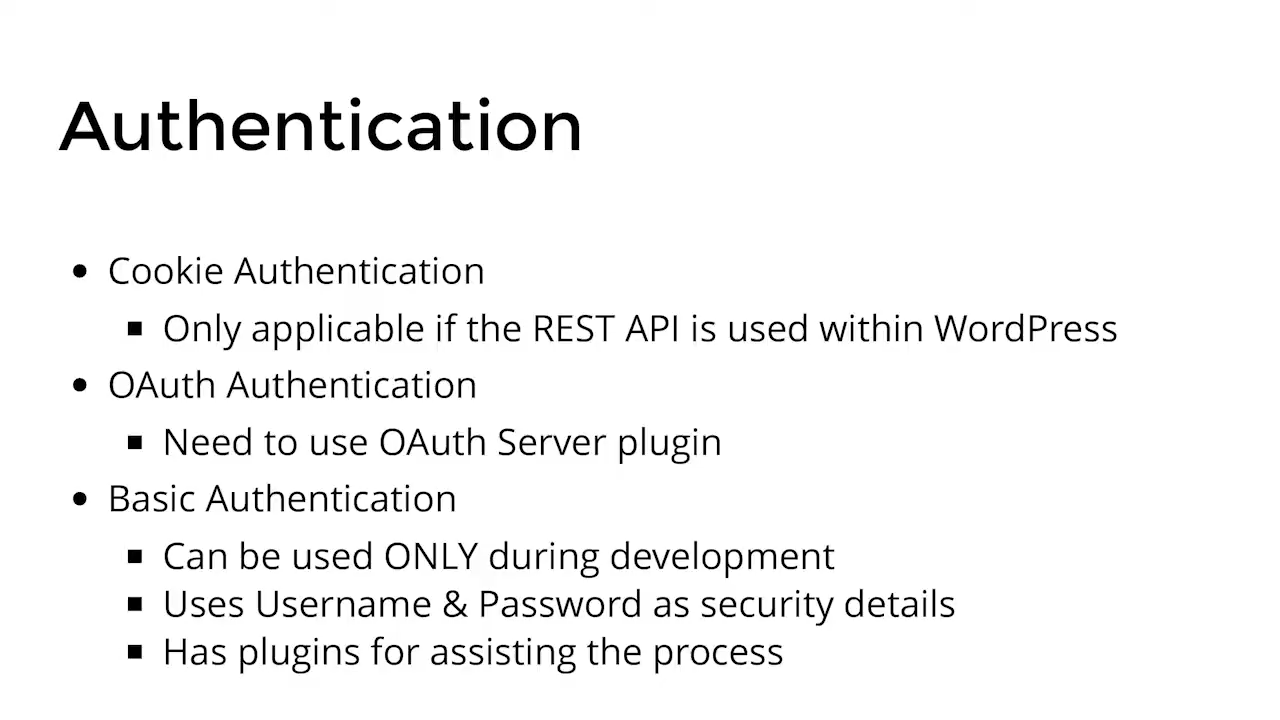 Authentication
• Cookie Authentication
▪ Only applicable if the REST API is used within WordPress
• OAuth Authentication
▪ Need to use OAuth Server plugin
• Basic Authentication
▪ Can be used ONLY during development
▪ Uses Username & Password as security details
▪ Has plugins for assisting the process